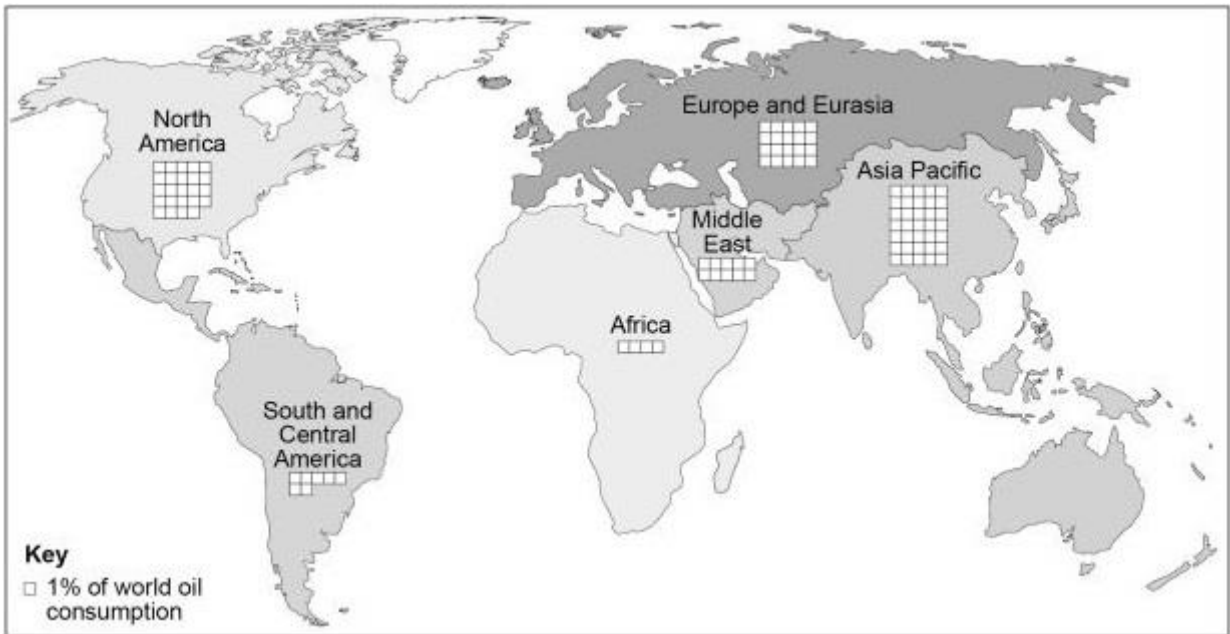 North
America
Europe and Eurasia
Asia Pacific
Middle
East
Africa
South and
Central
America
Key
1% of world oil
consumption